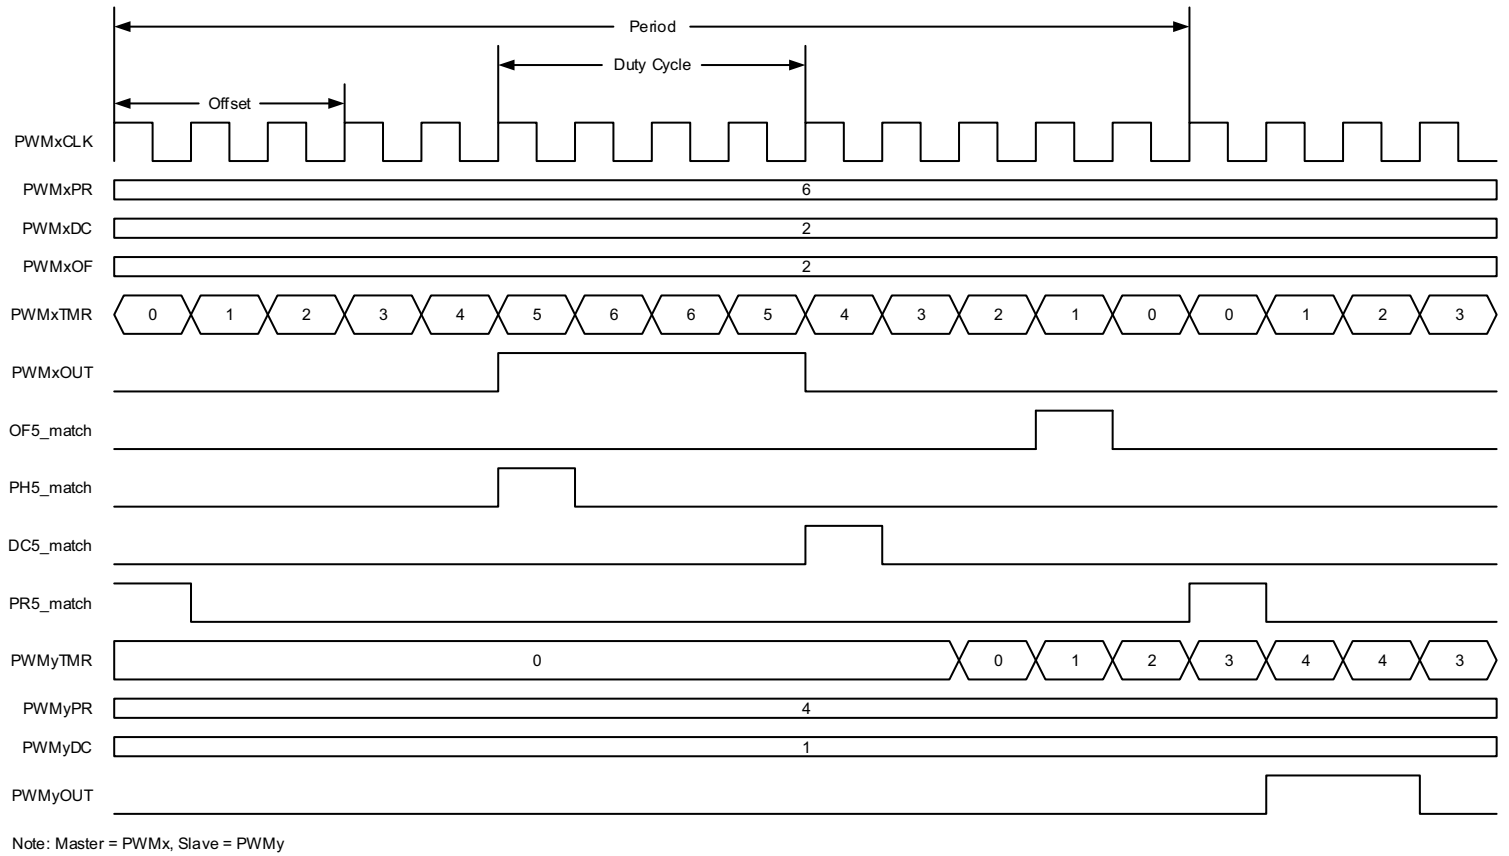 Period
Duty Cycle
Offset
PWMxCLK
PWMxPR 6
PWMxDC 2
PWMxOF 2
PWMxTMR 0 1 2 3 4 5 6 6 5 4 3 2 1 0 0 1 2 3
PWMxOUT
OF5_match
PH5_match
DC5_match
PR5_match
PWMyTMR 0 0 1 2 3 4 4 3
PWMyPR 4
PWMyDC 1
PWMyOUT
Note: Master = PWMx, Slave = PWMy